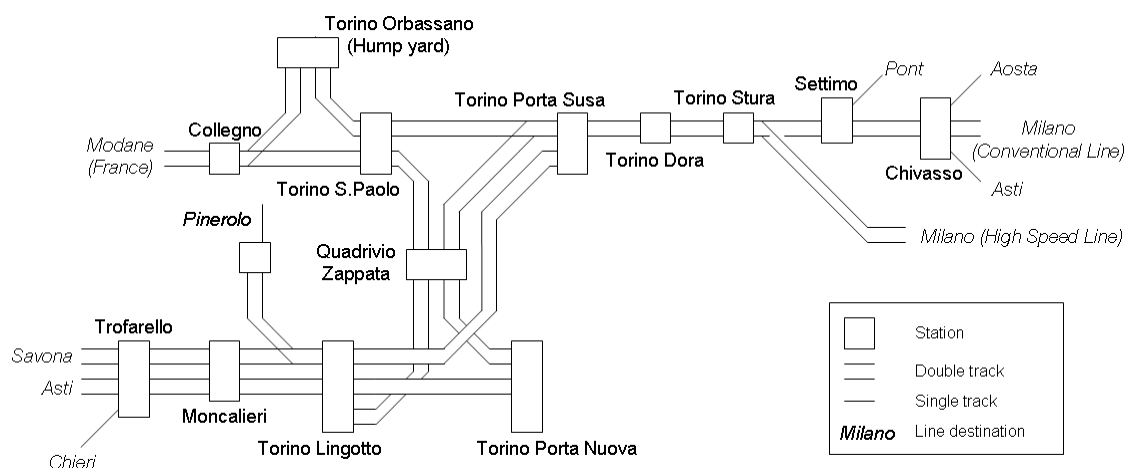 Torino Orbassano
(Hump yard)
Settimo
Pont
Aosta
Torino Porta Susa
Torino Stura
Collegno
Modane
(France)
Milano
(Conventional Line)
Torino Dora
Chivasso
Torino S.Paolo
Asti
Pinerolo
Milano (High Speed Line)
Quadrivio
Zappata
Trofarello
Savona
Asti
Moncalieri
Torino Lingotto
Torino Porta Nuova
Chieri
Station
Double track
Single track
Milano Line destination